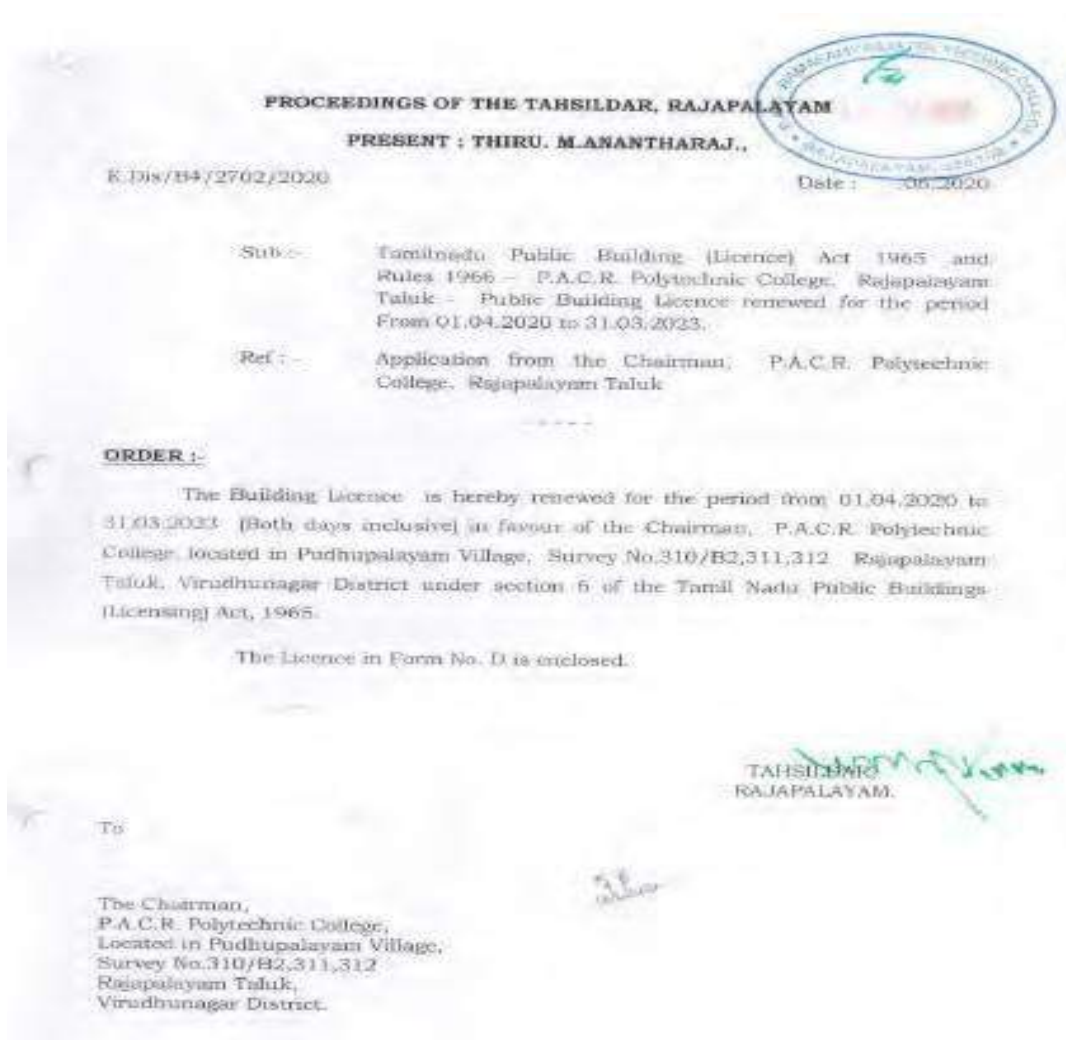 PROCEEDINGS OF THE TAHSILDAR, RAJAPALAYAM
PRESENT : THIRU. M.ANANTHARAJ.,
K.Dis/B4/2702/2020
Date : .06.2020
Sub :- Tamilnadu Public Building (Licence) Act 1965 and
Rules 1966 – P.A.C.R. Polytechnic College, Rajapalayam
Taluk – Public Building Licence renewed for the period
From 01.04.2020 to 31.03.2023.
Ref : - Application from the Chairman, P.A.C.R. Polytechnic
College, Rajapalayam Taluk
-----
ORDER :-
The Building Licence is hereby renewed for the period from 01.04.2020 to
31.03.2023 (Both days inclusive) in favour of the Chairman, P.A.C.R. Polytechnic
College, located in Pudhupalayam Village, Survey No.310/B2,311,312 Rajapalayam
Taluk, Virudhunagar District under section 6 of the Tamil Nadu Public Buildings
(Licensing) Act, 1965.
The Licence in Form No. D is enclosed.
TAHSILDAR
RAJAPALAYAM.
To
The Chairman,
P.A.C.R. Polytechnic College,
Located in Pudhupalayam Village,
Survey No.310/B2,311,312
Rajapalayam Taluk,
Virudhunagar District.